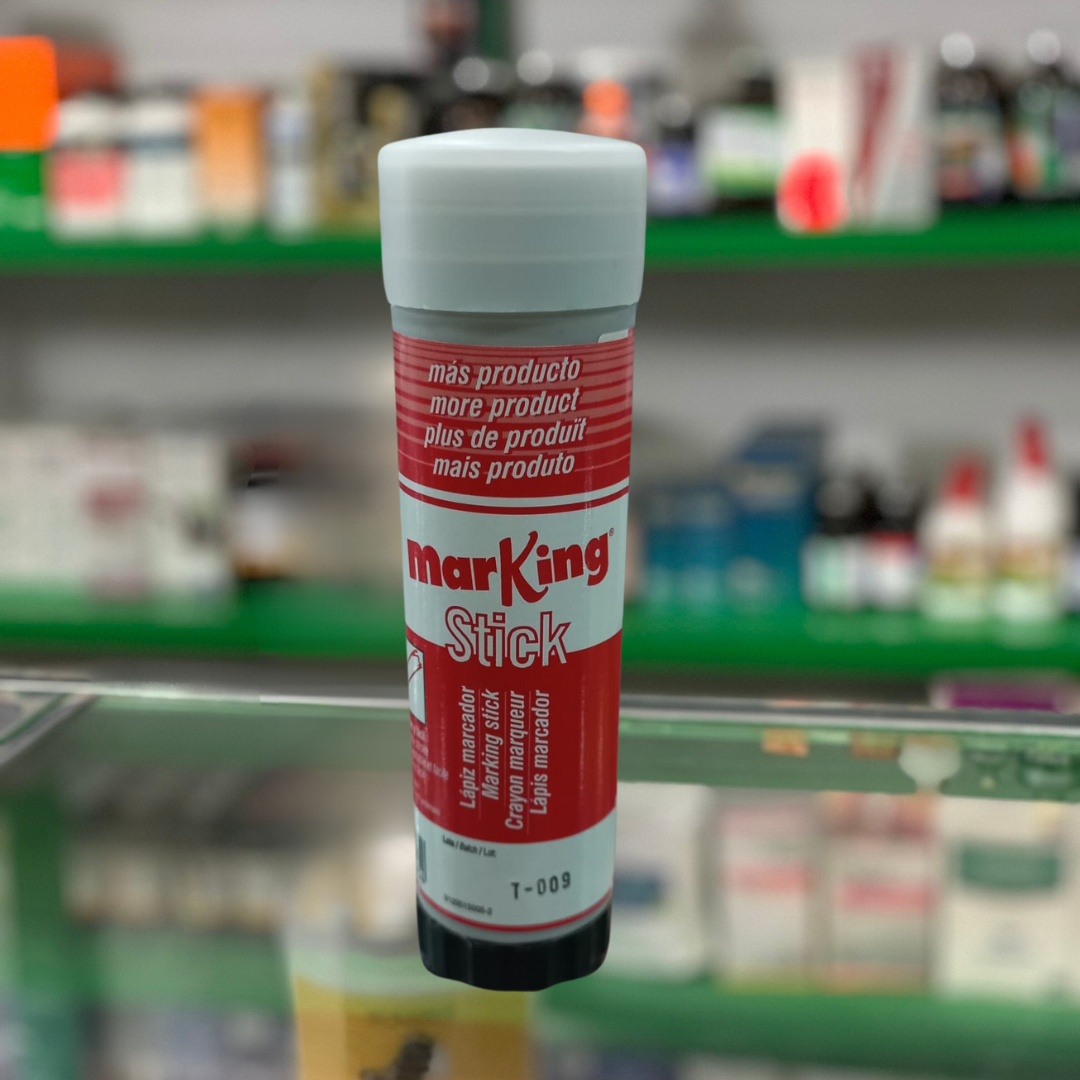 más producto
more product
plus de produït
mais produto
marKing®
Stick
Lápiz marcador
Marking stick
Crayon marqueur
Lápis marcador
Lote / Batch / Lot:
T-009